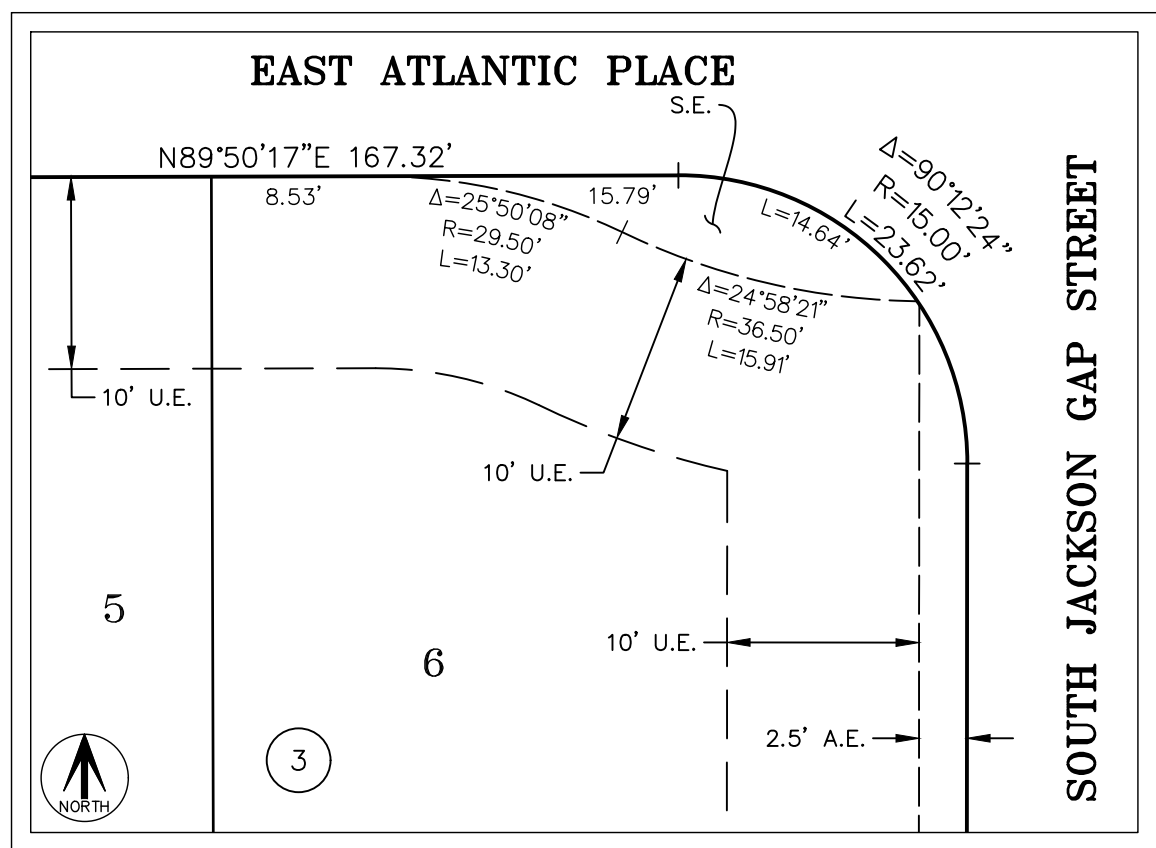 EAST ATLANTIC PLACE
S.E.
N89°50'17"E 167.32'
8.53'
15.79'
Δ=25°50'08"
R=29.50'
L=13.30'
L=14.64'
Δ=90°12'24"
R=15.00'
L=23.62'
Δ=24°58'21"
R=36.50'
L=15.91'
SOUTH JACKSON GAP STREET
10' U.E.
10' U.E.
5
6
10' U.E.
2.5' A.E.
3
NORTH